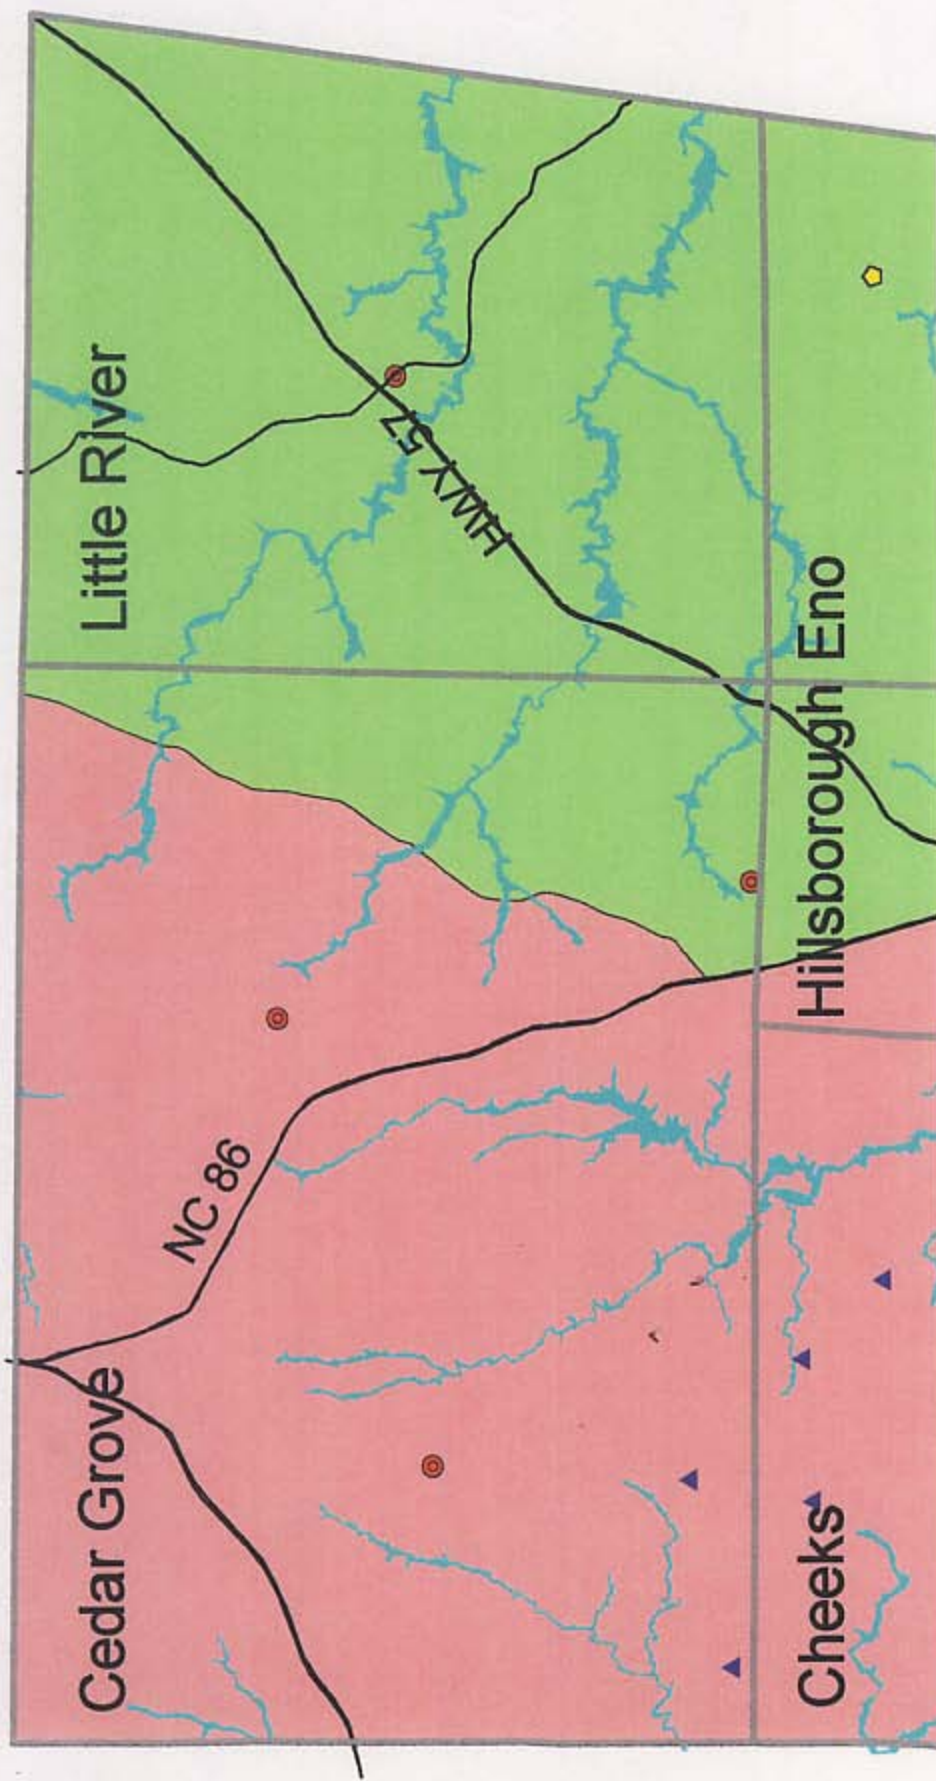 Cedar Grove
Little River
NC 86
HWY 57
Cheeks
Hillsborough
Eno